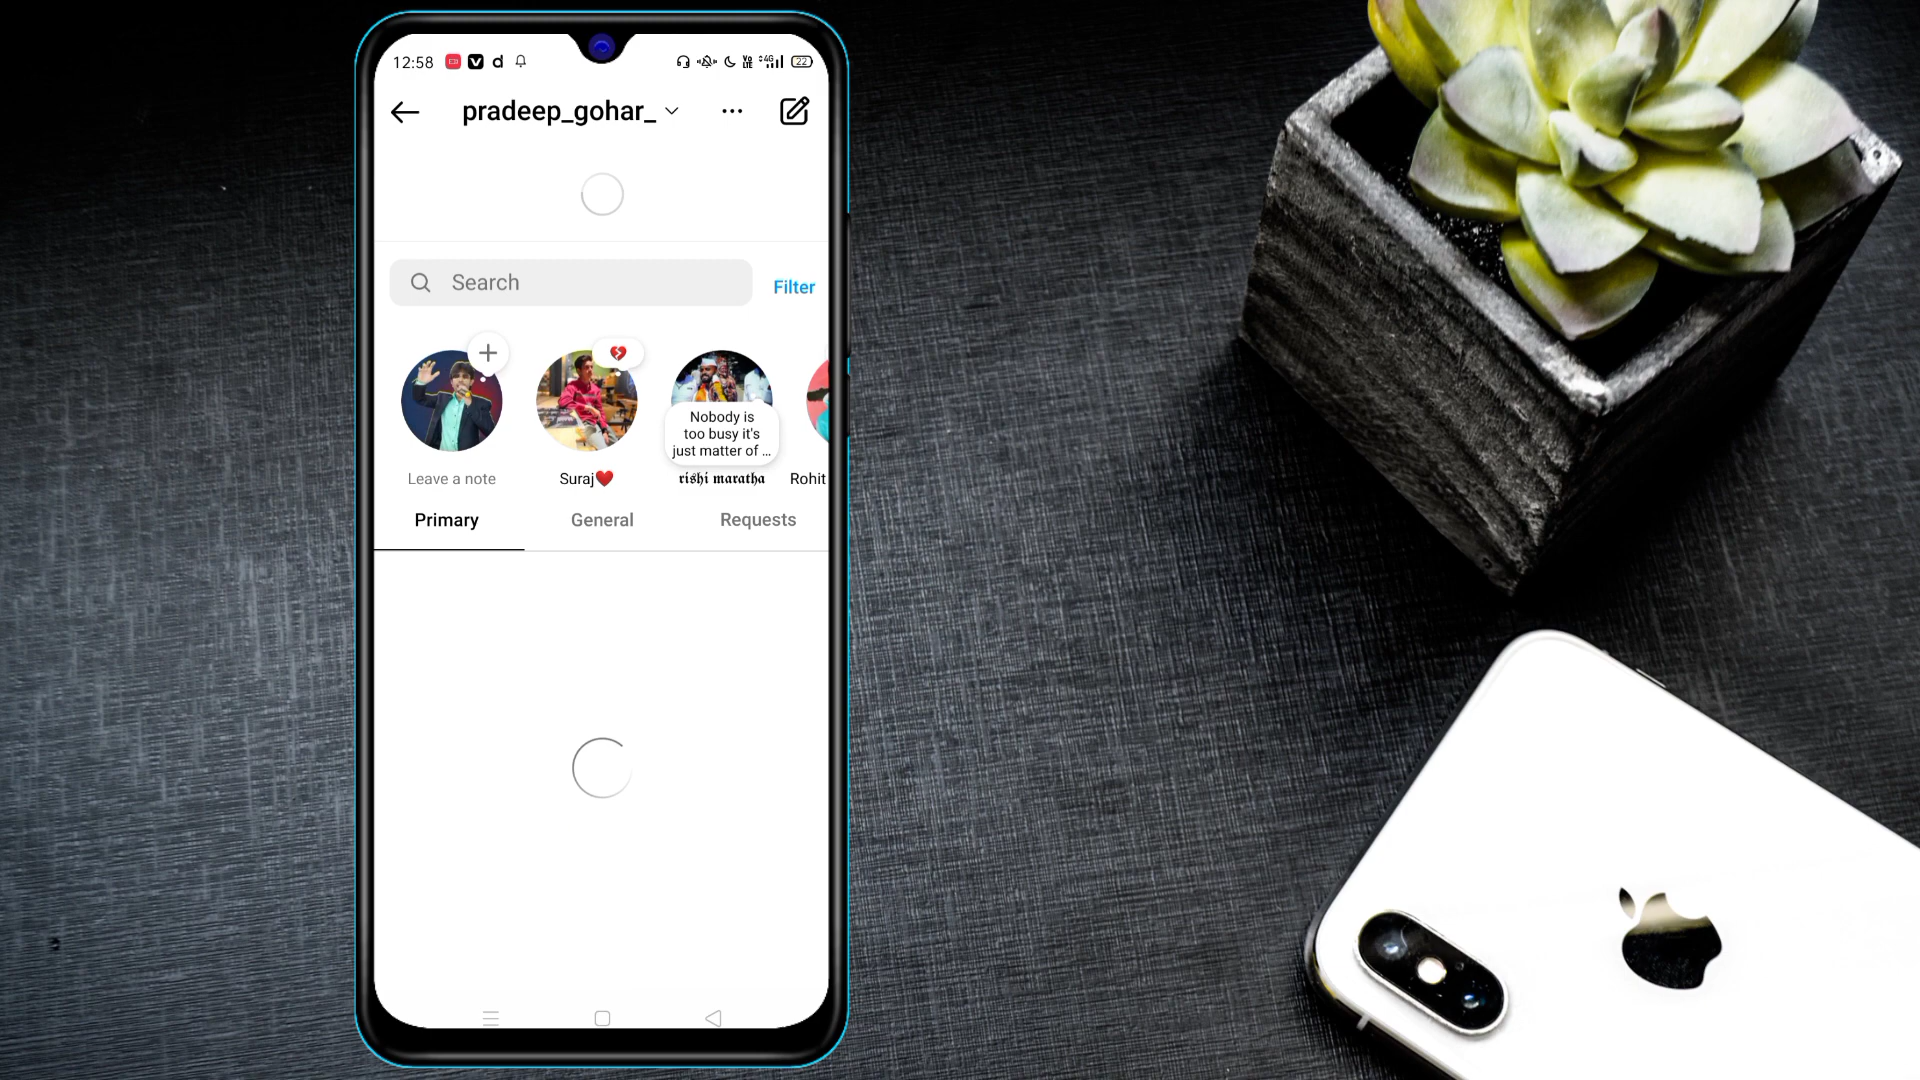 12:58
22
pradeep_gohar_
Search
Filter
Nobody is
too busy it's
just matter of ...
Leave a note
Suraj❤️
rishi maratha
Rohit
Primary
General
Requests